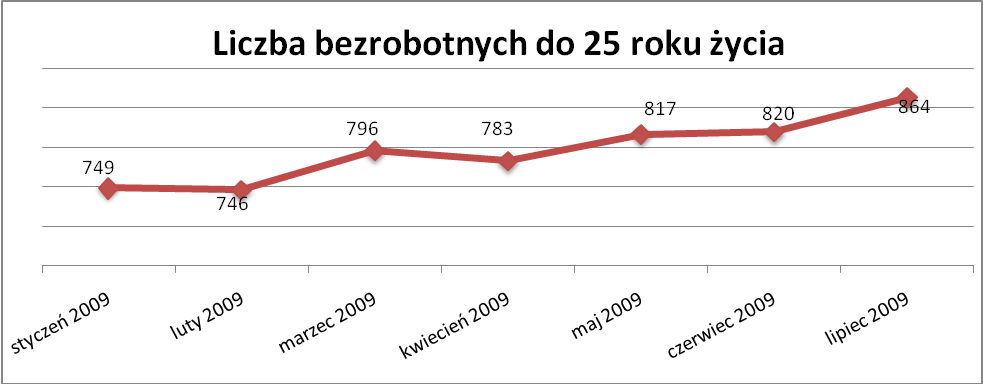 Liczba bezrobotnych do 25 roku życia
749
746
796
783
817
820
864
styczeń 2009
luty 2009
marzec 2009
kwiecień 2009
maj 2009
czerwiec 2009
lipiec 2009